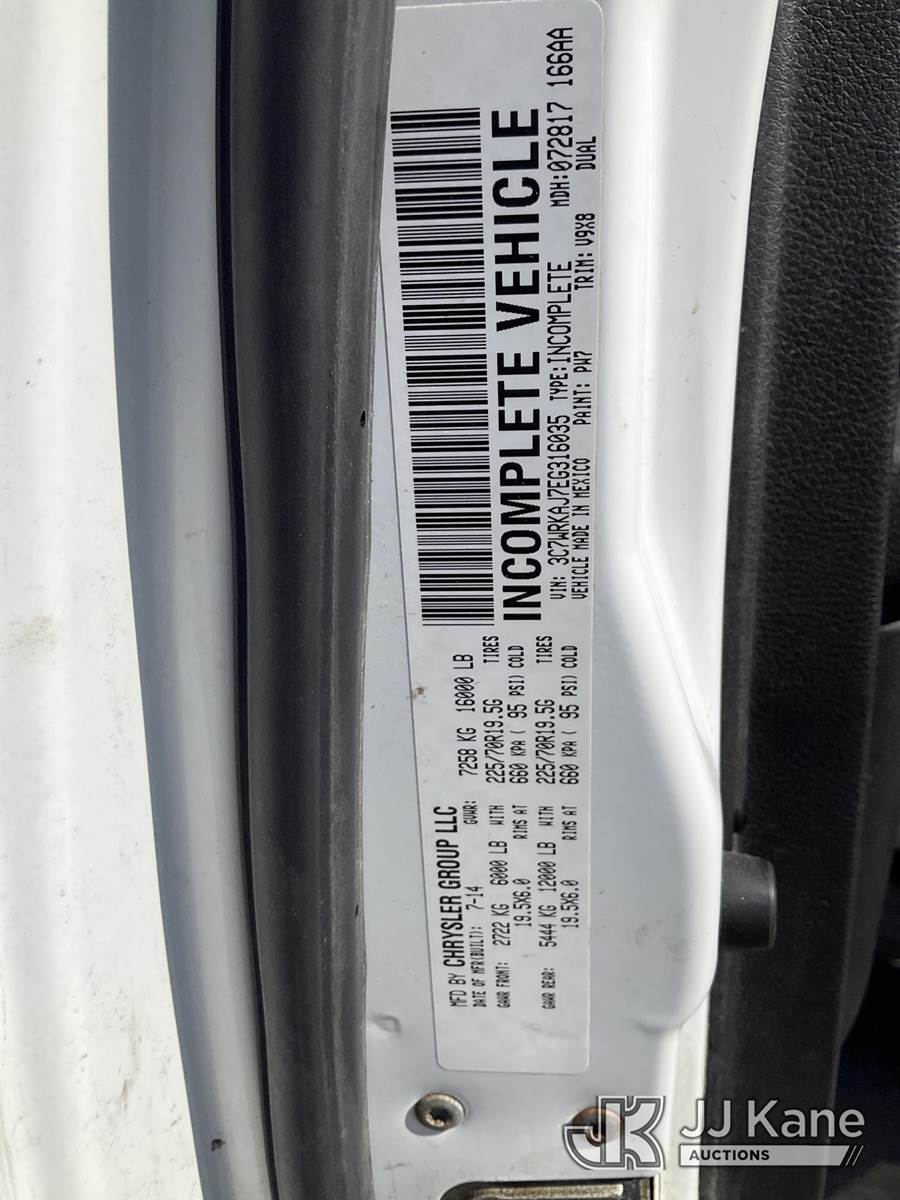 MFD BY CHRYSLER GROUP LLC
DATE OF MFR(BUILT): 7-14 GVWR: 7258 KG 16000 LB
GAWR FRONT: 2722 KG 6000 LB WITH 225/70R19.5G TIRES
19.5X6.0 RIMS AT 660 KPA ( 95 PSI) COLD
GAWR REAR: 5444 KG 12000 LB WITH 225/70R19.5G TIRES
19.5X6.0 RIMS AT 660 KPA ( 95 PSI) COLD
INCOMPLETE VEHICLE
VIN: 3C7WRKAJ7EG316035 TYPE:INCOMPLETE MDH:072817 166AA
VEHICLE MADE IN MEXICO PAINT: PW7 TRIM: V9X8 DUAL
JK JJ Kane
AUCTIONS